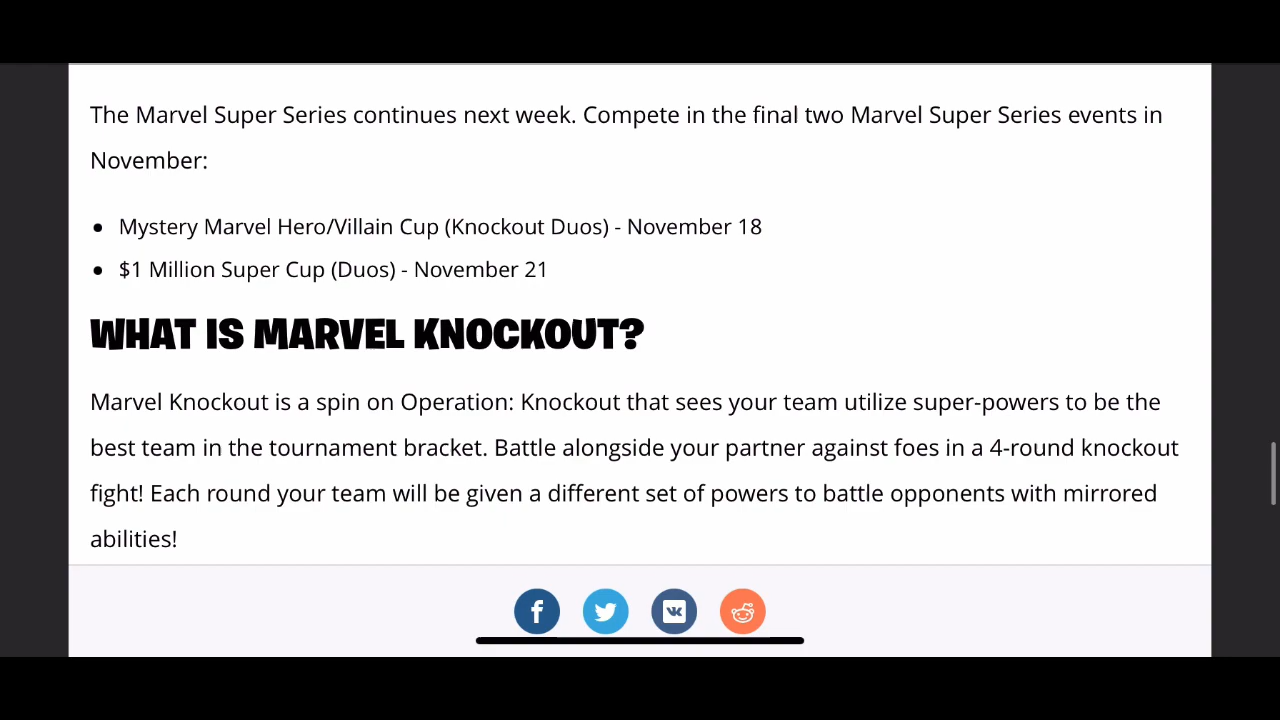 The Marvel Super Series continues next week. Compete in the final two Marvel Super Series events in
November:
• Mystery Marvel Hero/Villain Cup (Knockout Duos) - November 18
• $1 Million Super Cup (Duos) - November 21
WHAT IS MARVEL KNOCKOUT?
Marvel Knockout is a spin on Operation: Knockout that sees your team utilize super-powers to be the
best team in the tournament bracket. Battle alongside your partner against foes in a 4-round knockout
fight! Each round your team will be given a different set of powers to battle opponents with mirrored
abilities!